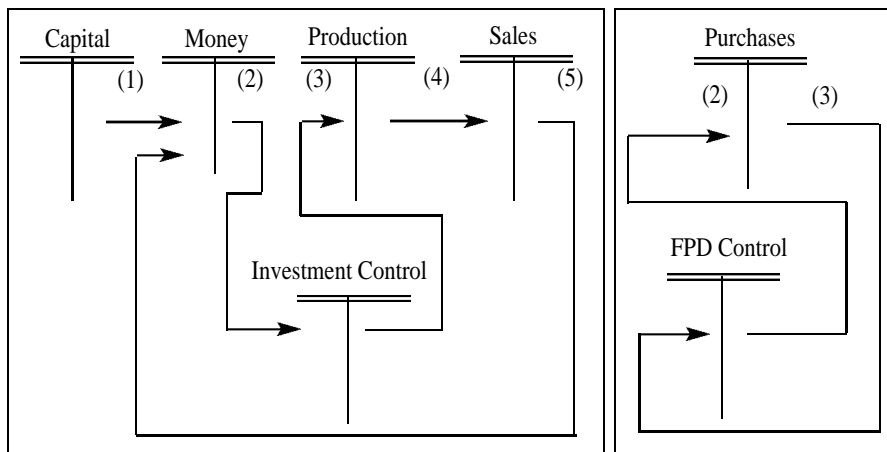 Capital Money Production Sales
(1) (2) (3) (4) (5)
Investment Control
Purchases
(2) (3)
FPD Control